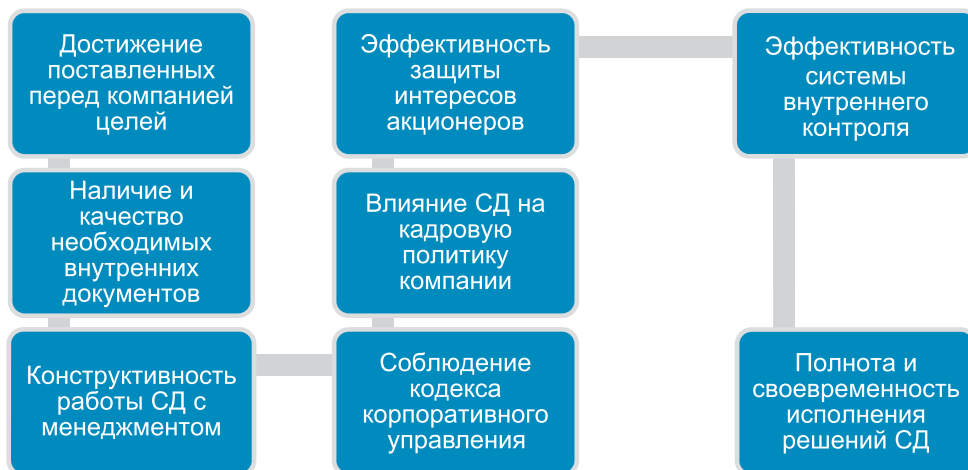 Достижение
поставленных
перед компанией
целей
Наличие и
качество
необходимых
внутренних
документов
Конструктивность
работы СД с
менеджментом
Соблюдение
кодекса
корпоративного
управления
Влияние СД на
кадровую
политику
компании
Эффективность
защиты
интересов
акционеров
Эффективность
системы
внутреннего
контроля
Полнота и
своевременность
исполнения
решений СД